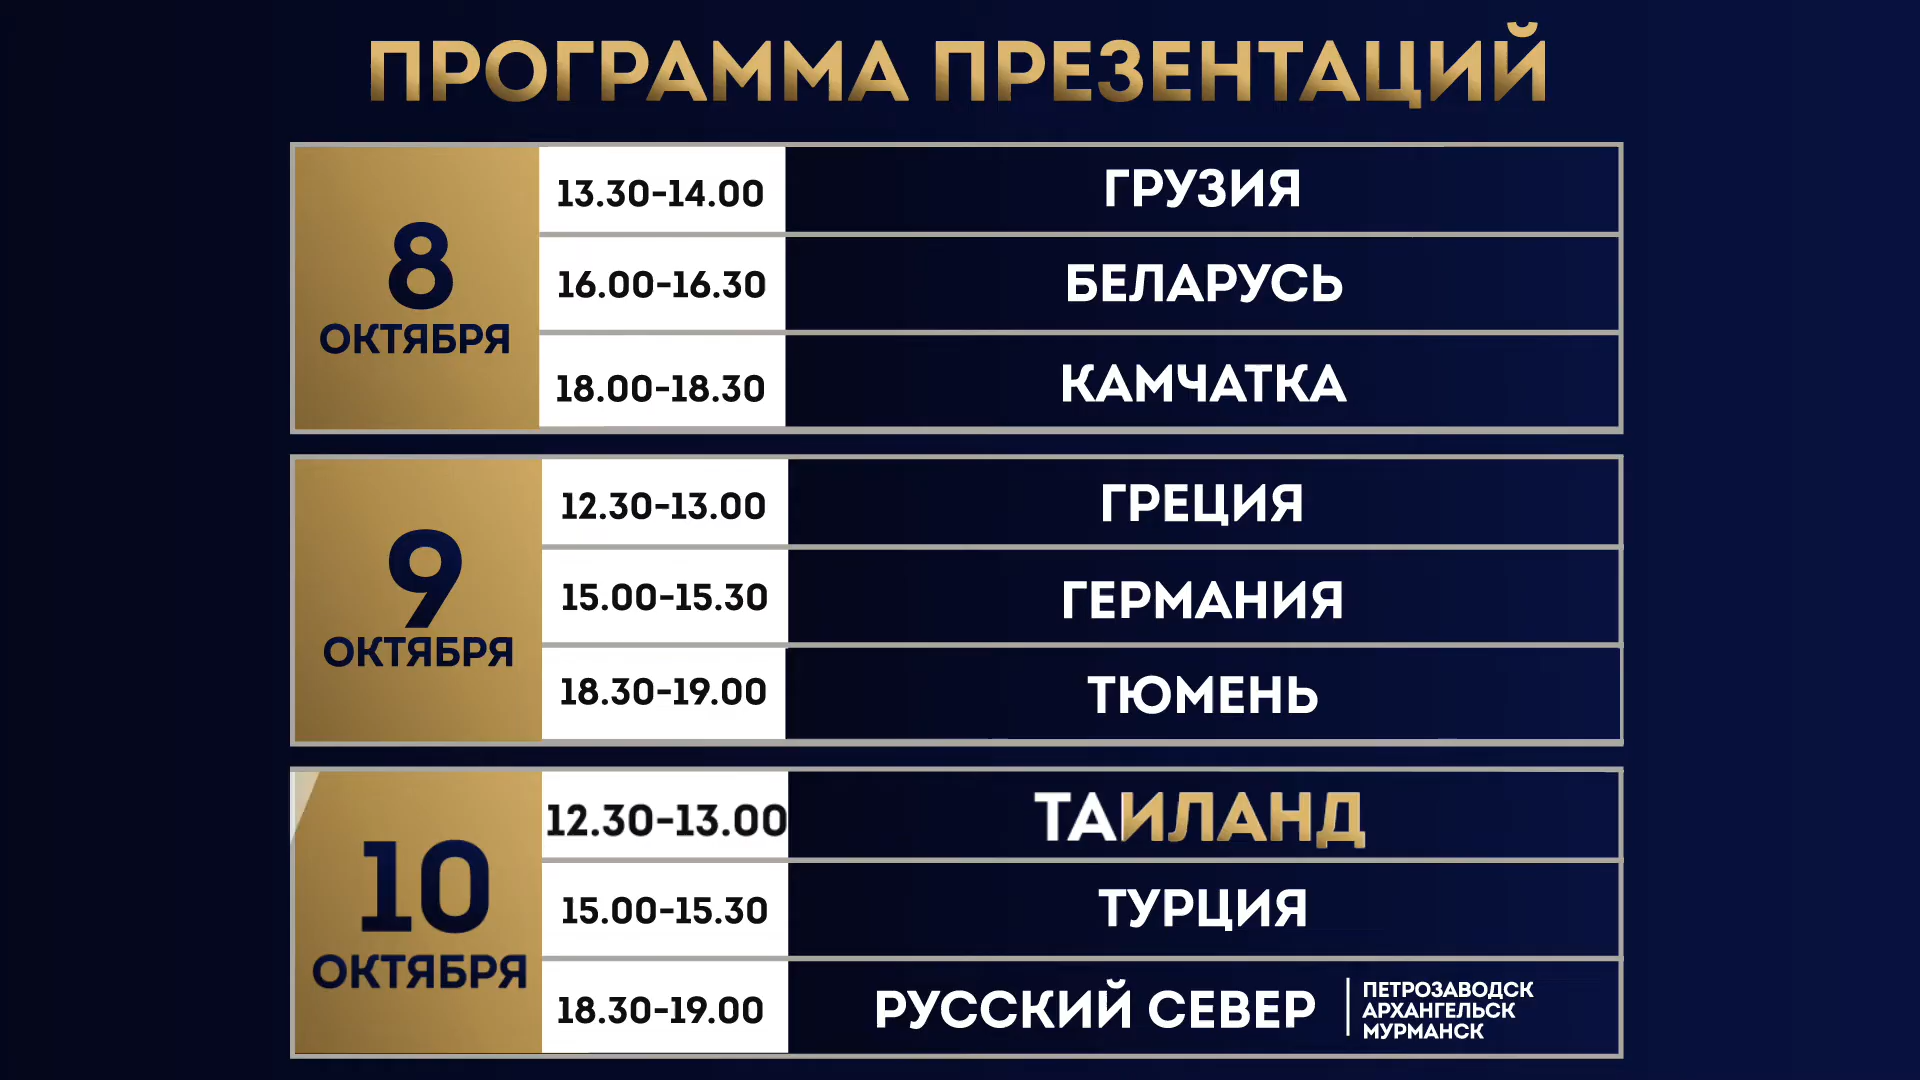 ПРОГРАММА ПРЕЗЕНТАЦИЙ
8
ОКТЯБРЯ
13.30-14.00 ГРУЗИЯ
16.00-16.30 БЕЛАРУСЬ
18.00-18.30 КАМЧАТКА
9
ОКТЯБРЯ
12.30-13.00 ГРЕЦИЯ
15.00-15.30 ГЕРМАНИЯ
18.30-19.00 ТЮМЕНЬ
10
ОКТЯБРЯ
12.30-13.00 ТАИЛАНД
15.00-15.30 ТУРЦИЯ
18.30-19.00 РУССКИЙ СЕВЕР
ПЕТРОЗАВОДСК
АРХАНГЕЛЬСК
МУРМАНСК